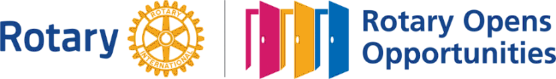 Rotary
ROTARY
INTERNATIONAL
Rotary Opens
Opportunities